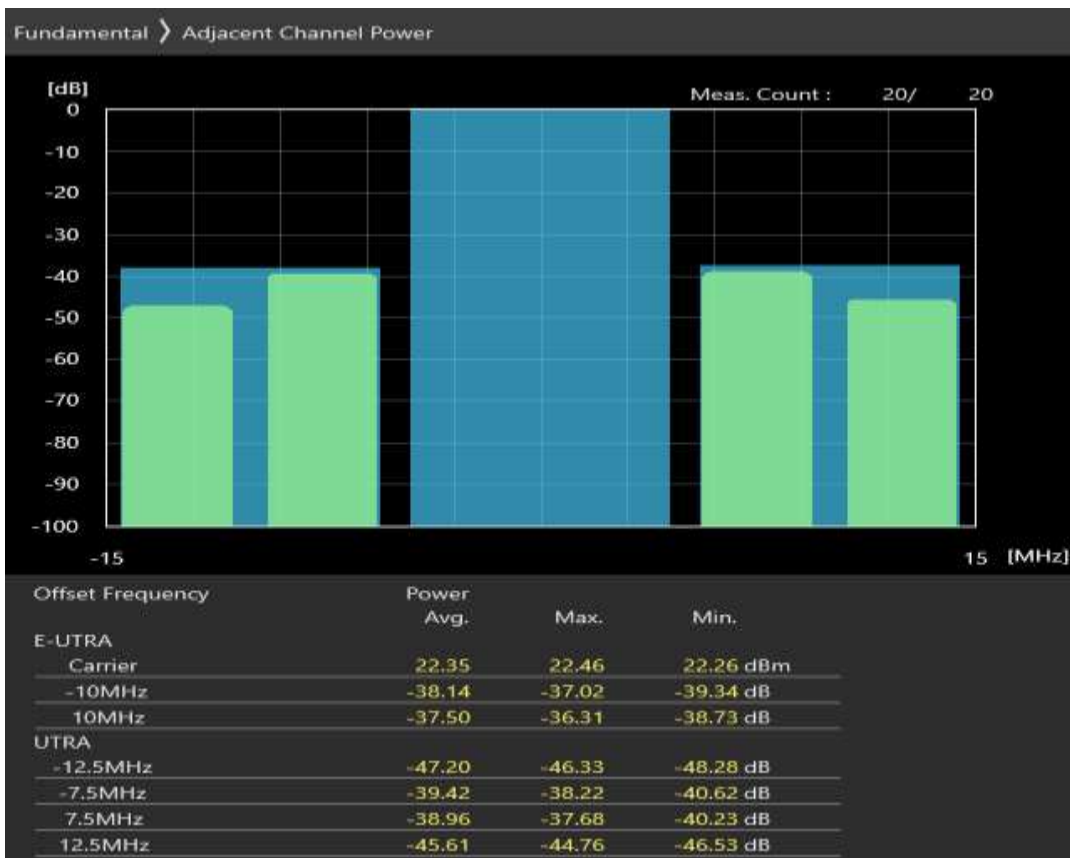 Fundamental ❯ Adjacent Channel Power
[dB]
Meas. Count : 20/ 20
0
-10
-20
-30
-40
-50
-60
-70
-80
-90
-100
-15 15 [MHz]
Offset Frequency Power
Avg. Max. Min.
E-UTRA
Carrier 22.35 22.46 22.26 dBm
-10MHz -38.14 -37.02 -39.34 dB
10MHz -37.50 -36.31 -38.73 dB
UTRA
-12.5MHz -47.20 -46.33 -48.28 dB
-7.5MHz -39.42 -38.22 -40.62 dB
7.5MHz -38.96 -37.68 -40.23 dB
12.5MHz -45.61 -44.76 -46.53 dB